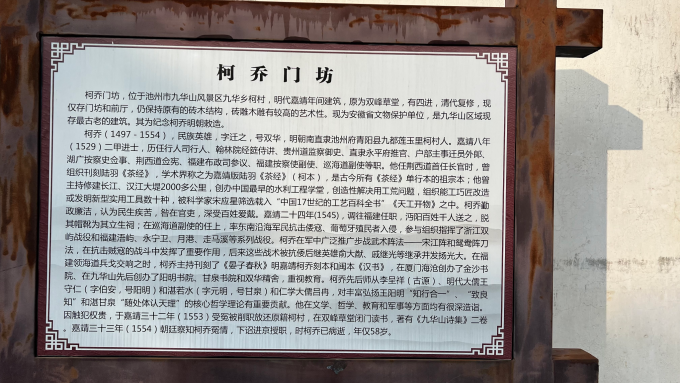 柯乔门坊
柯乔门坊，位于池州市九华山风景区九华乡柯村，明代嘉靖年间建筑，原为双峰草堂，有四进，清代复修，现
仅存门坊和前厅，仍保持原有的砖木结构，砖雕木雕有较高的艺术性。现为安徽省文物保护单位，是九华山区域现
存最古老的建筑。其为纪念柯乔明朝敕造。
柯乔（1497－1554），民族英雄，字迁之，号双华，明朝南直隶池州府青阳县九都莲玉里柯村人。嘉靖八年
（1529）二甲进士，历任行人司行人、翰林院经筵侍讲、贵州道监察御史、直隶永平府推官、户部主事迁员外郎、
湖广按察史佥事、荆西道佥宪、福建布政司参议、福建按察使副使、巡海道副使等职。他任荆西道首任长官时，曾
组织刊刻陆羽《茶经》，学术界称之为嘉靖版陆羽《茶经》（柯本），是古今所有《茶经》单行本的祖宗本；他曾
主持修建长江、汉江大堤2000多公里，创办中国最早的水利工程学堂，创造性解决用工荒问题，组织能工巧匠改造
或发明新型实用工具数十种，被科学家宋应星筛选载入“中国17世纪的工艺百科全书”《天工开物》之中。柯乔勤
政廉洁，认为民生疾苦，皆在官吏，深受百姓爱戴。嘉靖二十四年(1545)，调往福建任职，沔阳百姓千人送之，脱
其帽靴为其立生祠；在巡海道副使的任上，率东南沿海军民抗击倭寇、葡萄牙殖民者入侵，参与组织指挥了浙江双
屿战役和福建浯屿、永宁卫、月港、走马溪等系列战役。柯乔在军中广泛推广步战武术阵法——宋江阵和鸳鸯阵刀
法，在抗击贼寇的战斗中发挥了重要作用，后来这些战术被抗倭后继英雄俞大猷、戚继光等继承并发扬光大。在福
建领海道兵戈交响之时，柯乔主持刊刻了《晏子春秋》明嘉靖柯乔刻本和闽本《汉书》，在厦门海沧创办了金沙书
院、在九华山先后创办了阳明书院、甘泉书院和双华精舍，重视教育。柯乔先后师从李呈祥（古源）、明代大儒王
守仁（字伯安，号阳明）和湛若水（字元明，号甘泉）和仁学大儒吕冉，对丰富弘扬王阳明“知行合一”、“致良
知”和湛甘泉“随处体认天理”的核心哲学理论有重要贡献。他在文学、哲学、教育和军事等方面均有很深造诣。
因触犯权贵，于嘉靖三十二年（1553）受冤被削职放还原籍柯村，在双峰草堂闭门读书，著有《九华山诗集》二卷
。嘉靖三十三年（1554）朝廷察知柯乔冤情，下诏进京授职，时柯乔已病逝，年仅58岁。